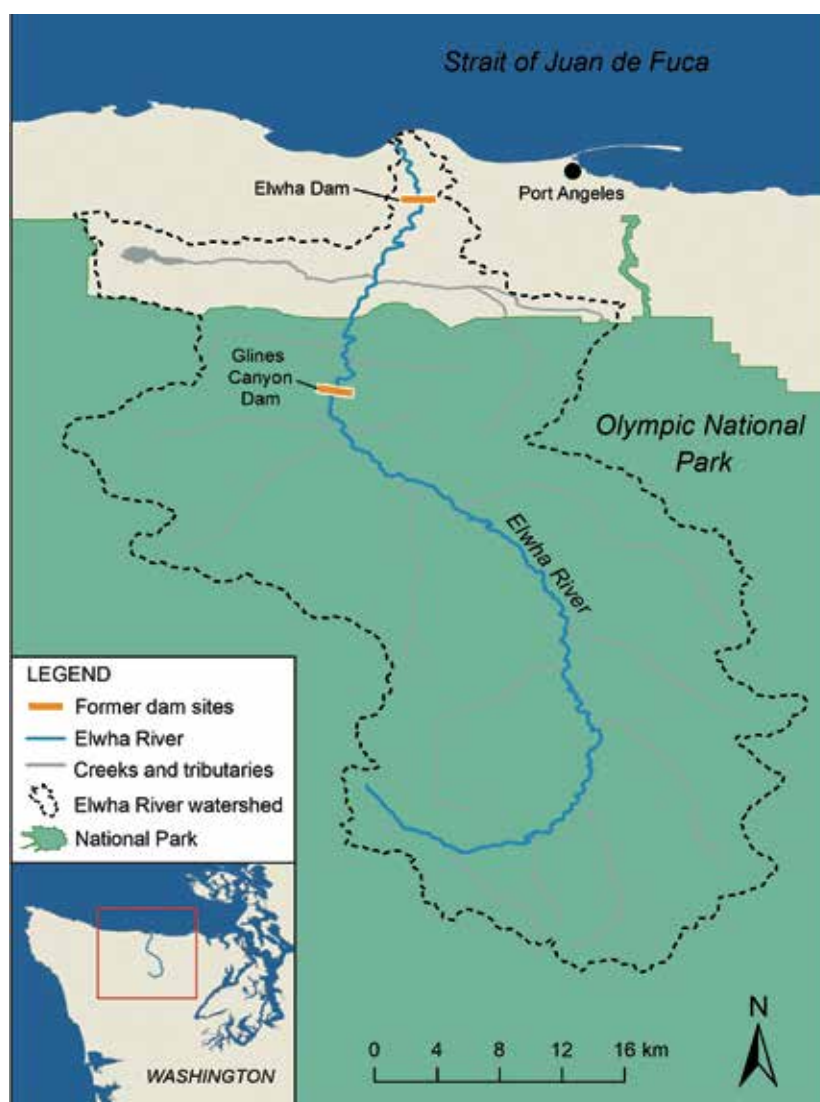 Strait of Juan de Fuca
Elwha Dam
Port Angeles
Glines
Canyon
Dam
Olympic National
Park
Elwha River
LEGEND
Former dam sites
Elwha River
Creeks and tributaries
Elwha River watershed
National Park
WASHINGTON
0 4 8 12 16 km
N